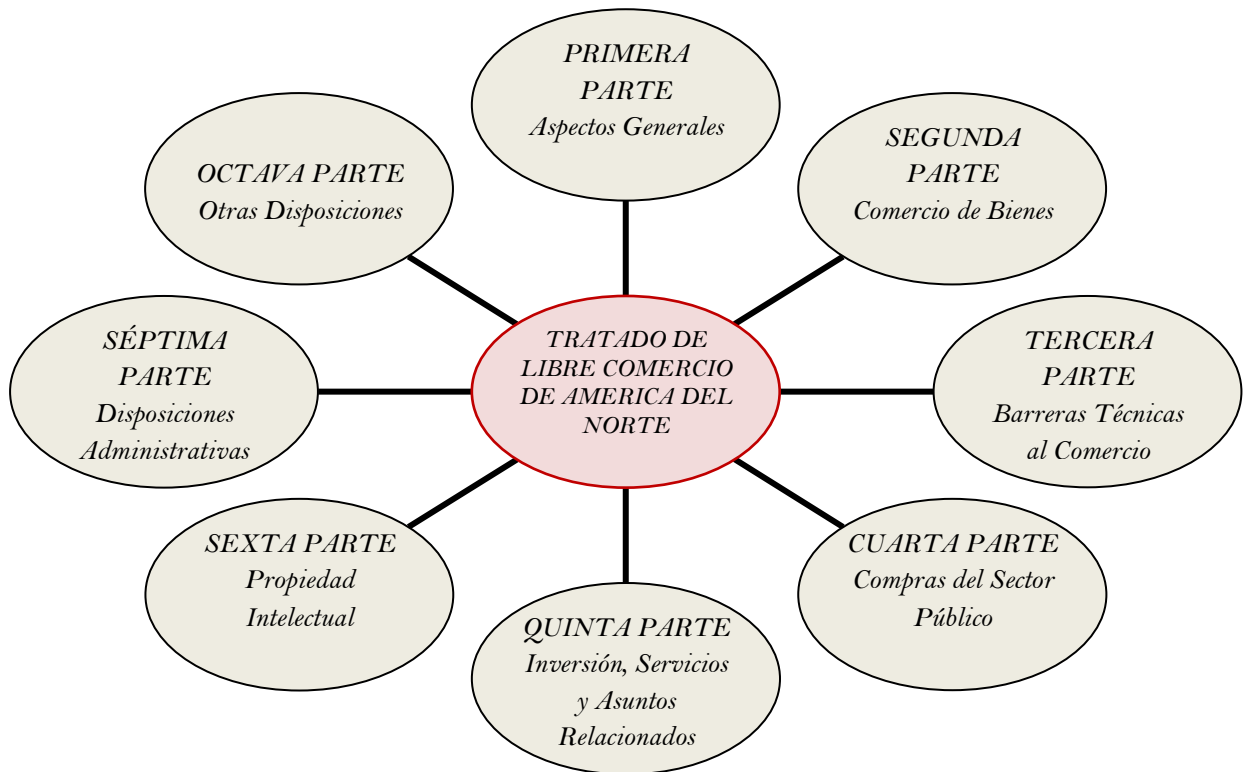 PRIMERA
PARTE
Aspectos Generales
SEGUNDA
PARTE
Comercio de Bienes
TERCERA
PARTE
Barreras Técnicas
al Comercio
CUARTA PARTE
Compras del Sector
Público
QUINTA PARTE
Inversión, Servicios
y Asuntos
Relacionados
SEXTA PARTE
Propiedad
Intelectual
SÉPTIMA
PARTE
Disposiciones
Administrativas
OCTAVA PARTE
Otras Disposiciones
TRATADO DE
LIBRE COMERCIO
DE AMERICA DEL
NORTE